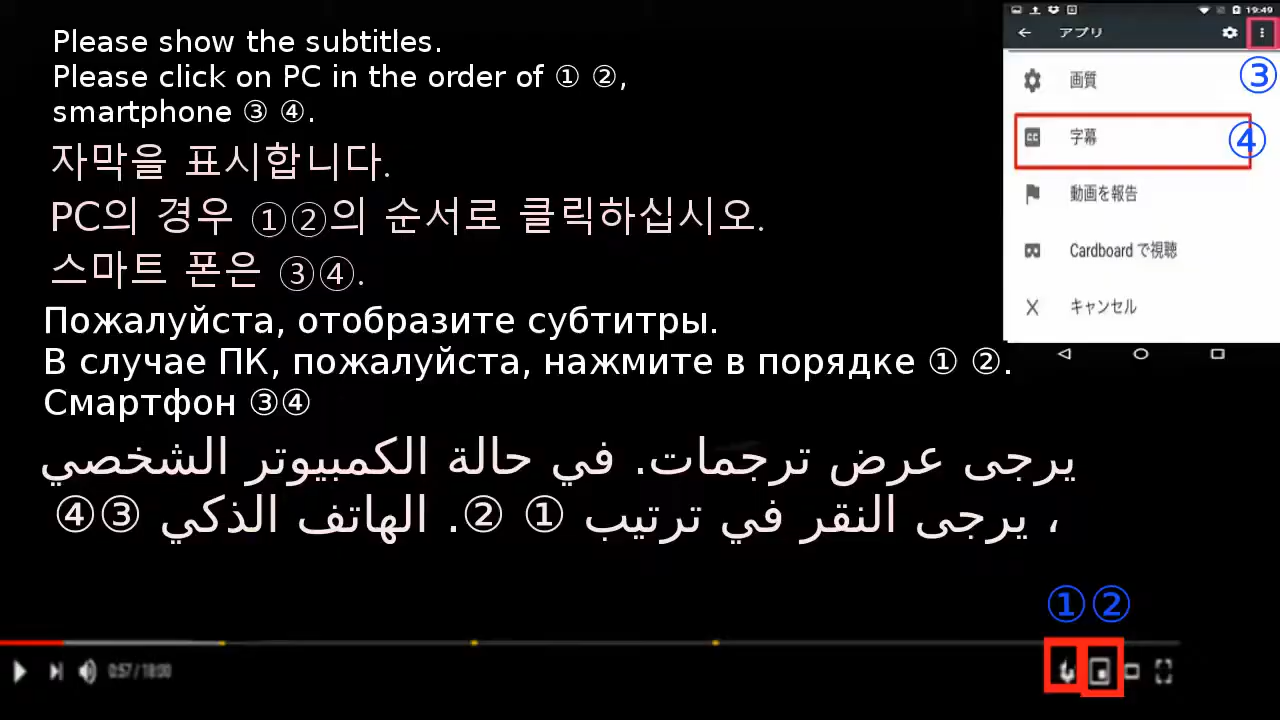 Please show the subtitles.
Please click on PC in the order of ① ②,
smartphone ③ ④.
자막을 표시합니다.
PC의 경우 ①②의 순서로 클릭하십시오.
스마트 폰은 ③④.
Пожалуйста, отобразите субтитры.
В случае ПК, пожалуйста, нажмите в порядке ① ②.
Смартфон ③④
يرجى عرض ترجمات. في حالة الكمبيوتر الشخصي
، يرجى النقر في ترتيب ① ②. الهاتف الذكي ③④
19:49
アプリ
③
画質
字幕
④
動画を報告
Cardboard で視聴
キャンセル
①②
0:57 / 18:00